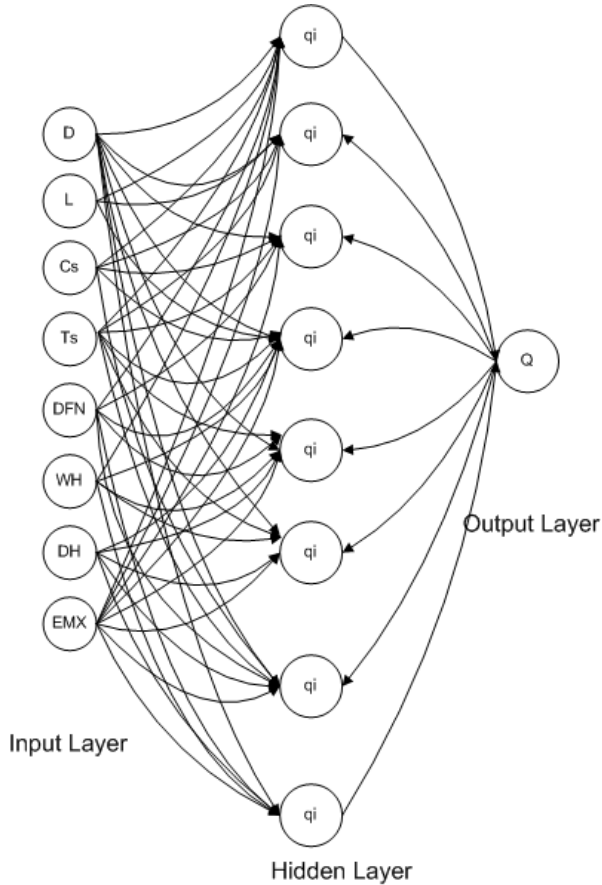 D
L
Cs
Ts
DFN
WH
DH
EMX
Input Layer
qi
qi
qi
qi
qi
qi
qi
qi
Hidden Layer
Q
Output Layer